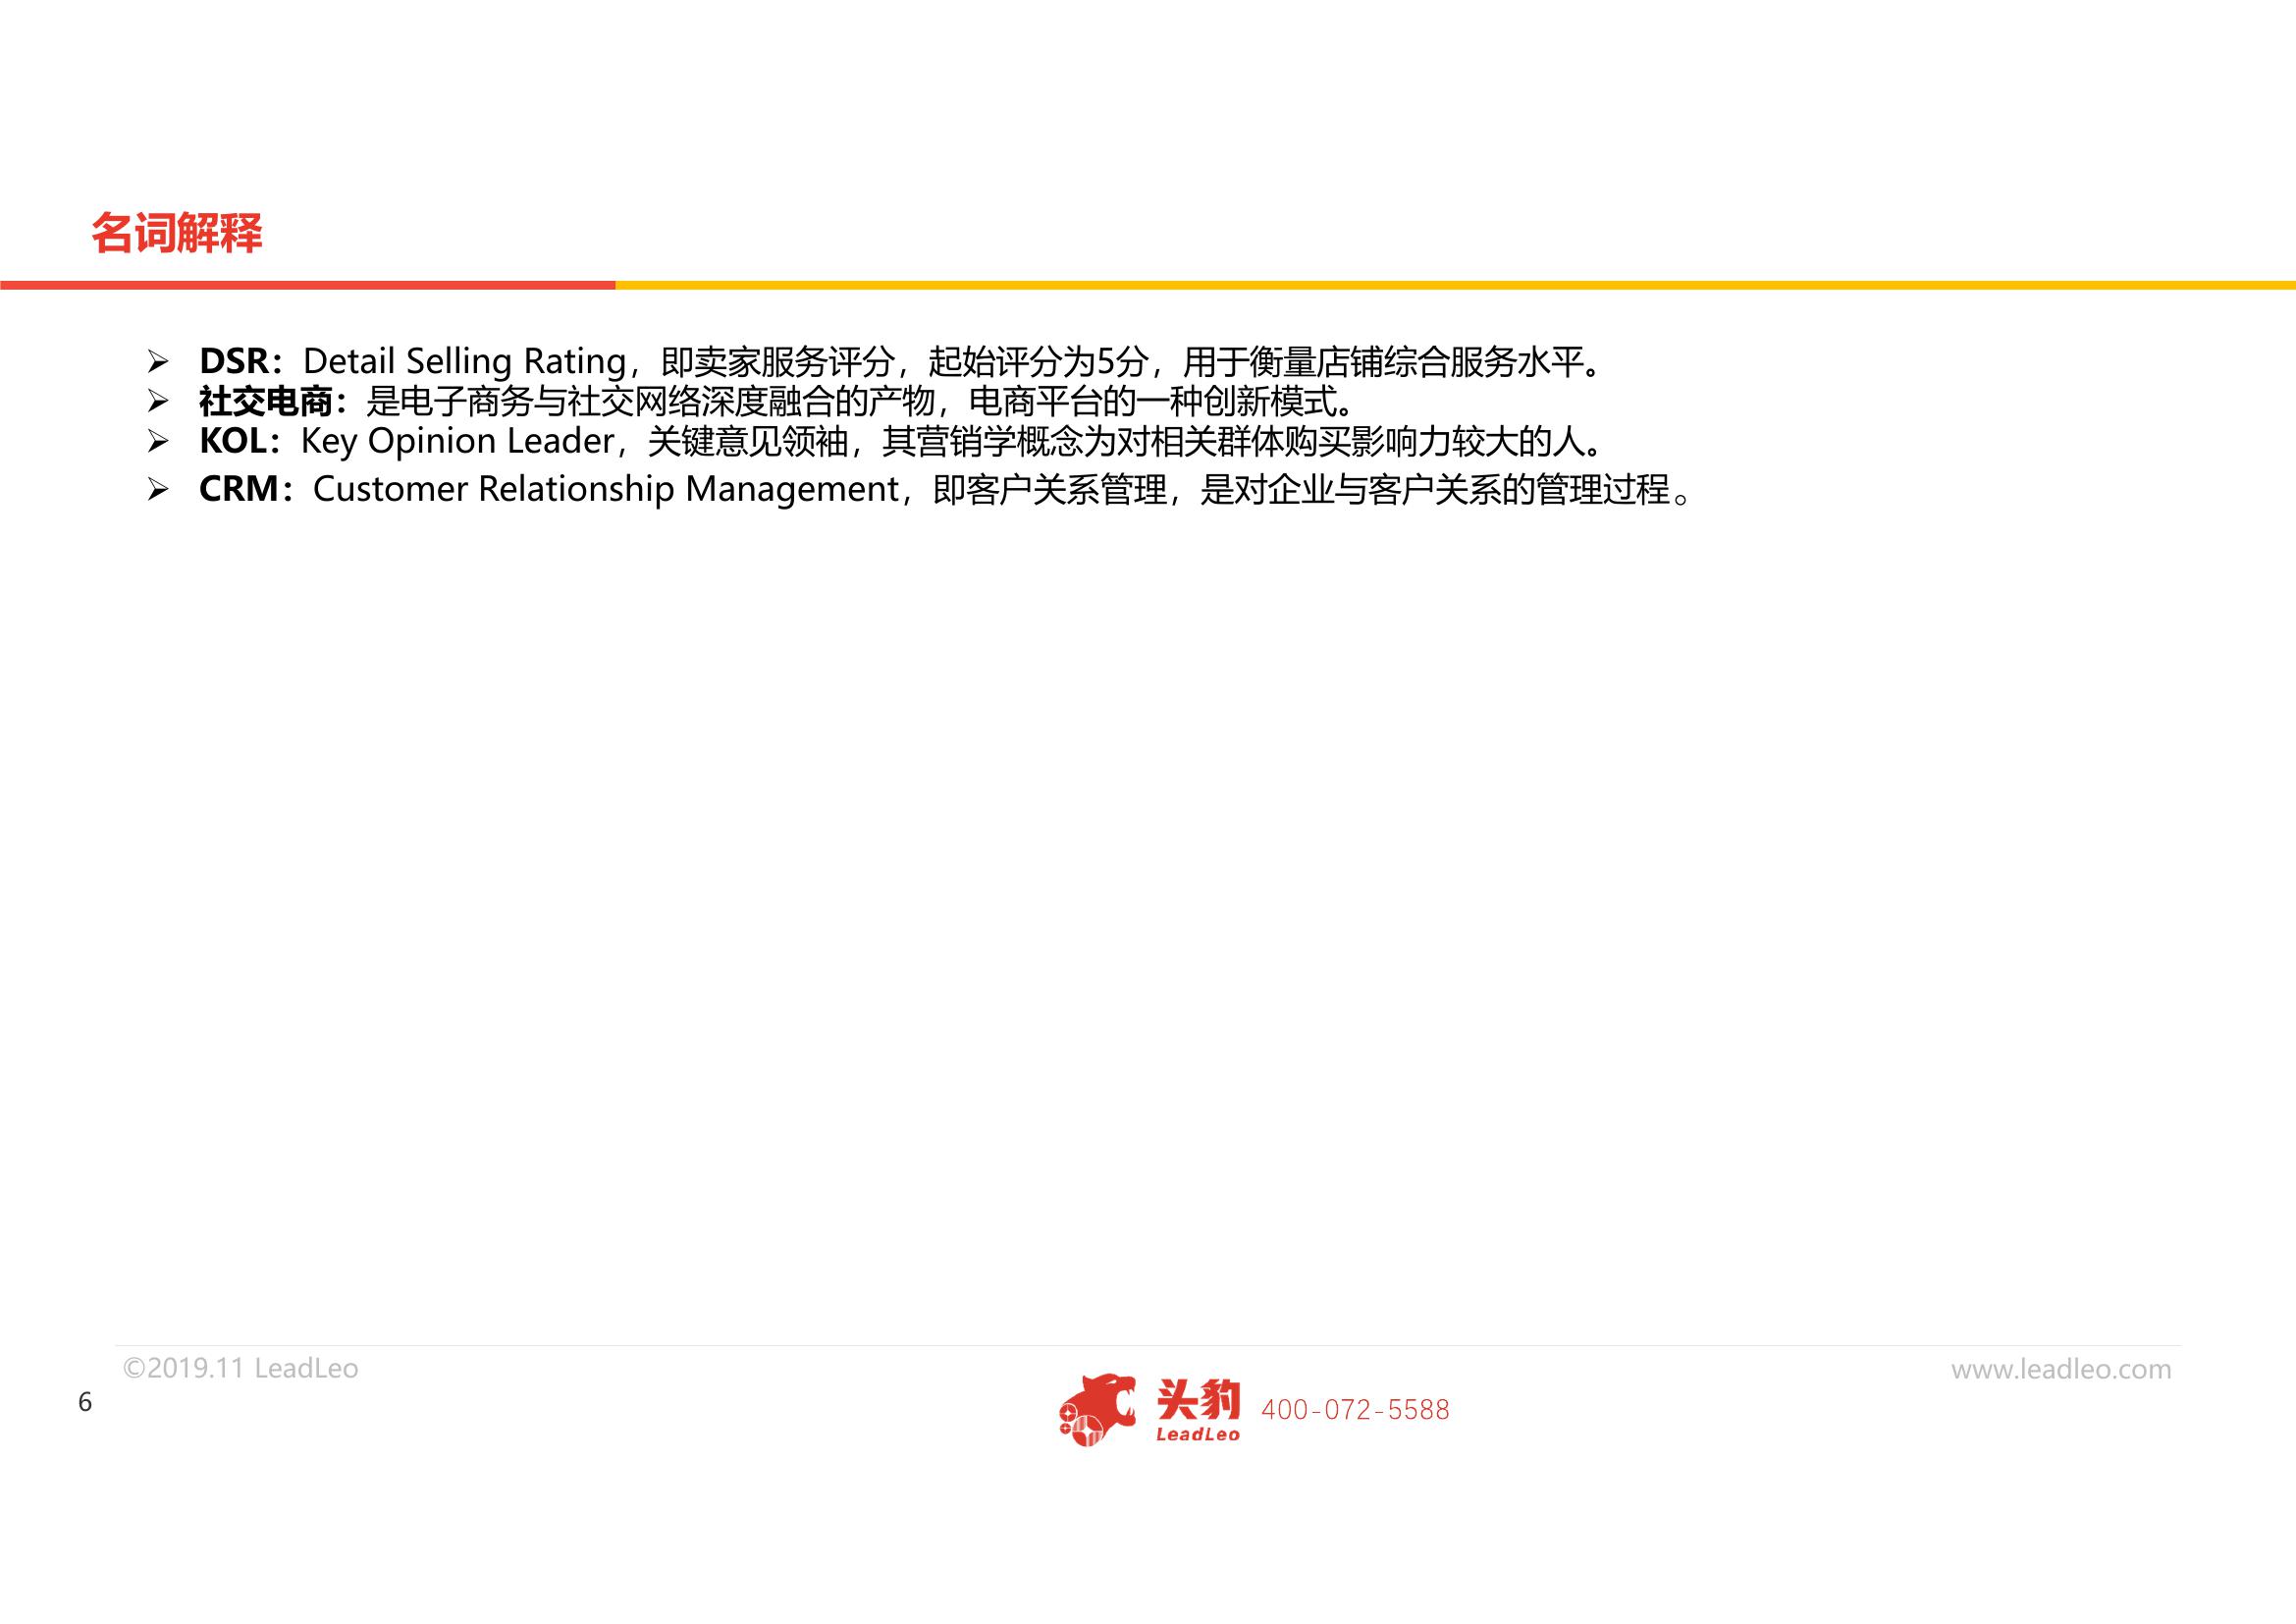 名词解释
➢ DSR：Detail Selling Rating，即卖家服务评分，起始评分为5分，用于衡量店铺综合服务水平。
➢ 社交电商：是电子商务与社交网络深度融合的产物，电商平台的一种创新模式。
➢ KOL：Key Opinion Leader，关键意见领袖，其营销学概念为对相关群体购买影响力较大的人。
➢ CRM：Customer Relationship Management，即客户关系管理，是对企业与客户关系的管理过程。
©2019.11 LeadLeo
www.leadleo.com
6
头豹
LeadLeo
400-072-5588